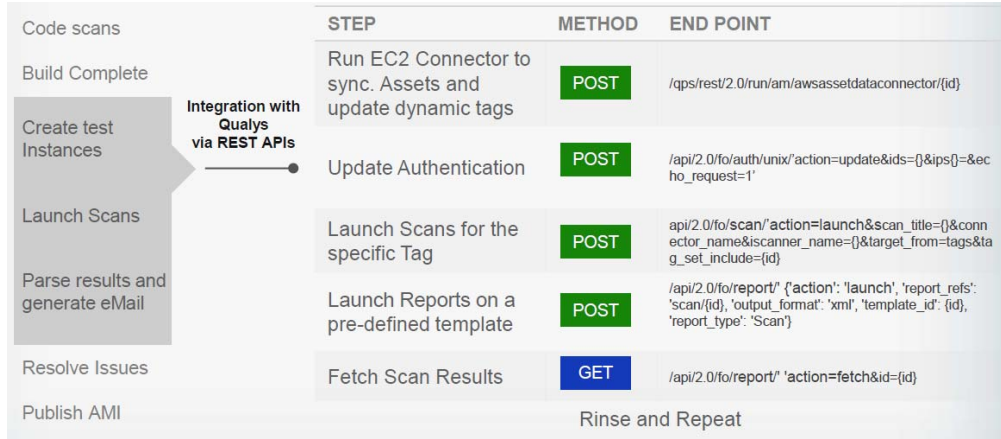 Code scans
Build Complete
Create test
Instances
Launch Scans
Parse results and
generate eMail
Resolve Issues
Publish AMI
Integration with
Qualys
via REST APIs
STEP METHOD END POINT
Run EC2 Connector to
sync. Assets and
update dynamic tags
POST
/qps/rest/2.0/run/am/awsassetdataconnector/{id}
Update Authentication
POST
/api/2.0/fo/auth/unix/'action=update&ids={}&ips{}=&ec
ho_request=1'
Launch Scans for the
specific Tag
POST
api/2.0/fo/scan/'action=launch&scan_title={}&conn
ector_name&iscanner_name={}&target_from=tags&ta
g_set_include={id}
Launch Reports on a
pre-defined template
POST
/api/2.0/fo/report/' {'action': 'launch', 'report_refs':
'scan/{id}, 'output_format': 'xml', 'template_id': {id},
'report_type': 'Scan'}
Fetch Scan Results
GET
/api/2.0/fo/report/' 'action=fetch&id={id}
Rinse and Repeat